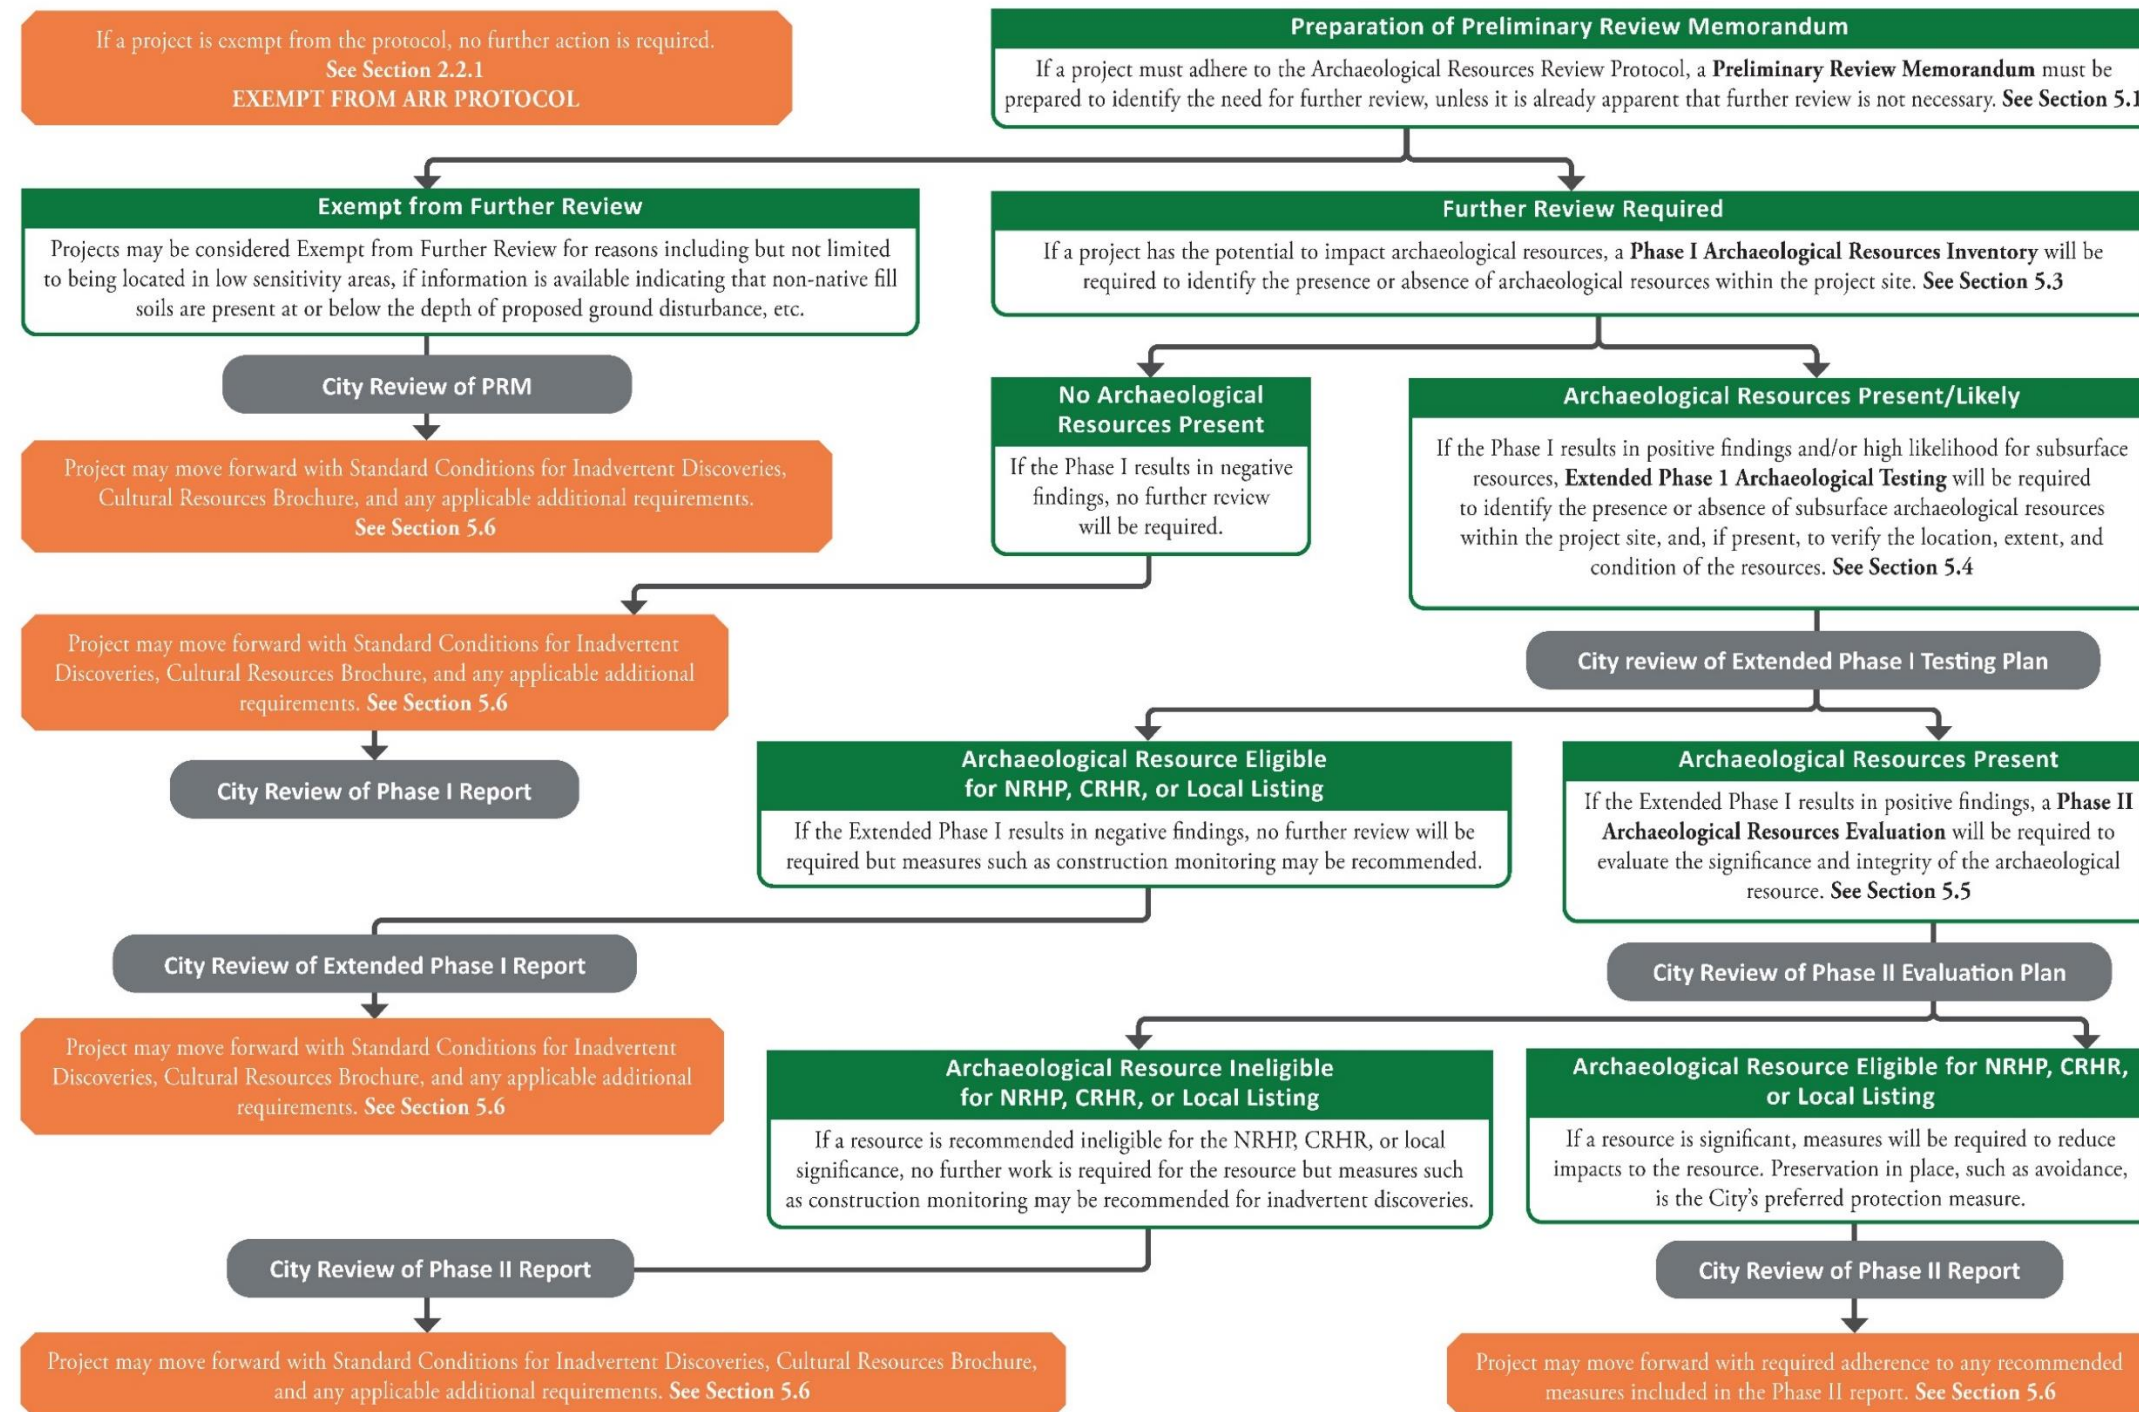 If a project is exempt from the protocol, no further action is required.
See Section 2.2.1
EXEMPT FROM ARR PROTOCOL
Preparation of Preliminary Review Memorandum
If a project must adhere to the Archaeological Resources Review Protocol, a Preliminary Review Memorandum must be
prepared to identify the need for further review, unless it is already apparent that further review is not necessary. See Section 5.1
Exempt from Further Review
Projects may be considered Exempt from Further Review for reasons including but not limited
to being located in low sensitivity areas, if information is available indicating that non-native fill
soils are present at or below the depth of proposed ground disturbance, etc.
Further Review Required
If a project has the potential to impact archaeological resources, a Phase I Archaeological Resources Inventory will be
required to identify the presence or absence of archaeological resources within the project site. See Section 5.3
City Review of PRM
Project may move forward with Standard Conditions for Inadvertent Discoveries,
Cultural Resources Brochure, and any applicable additional requirements.
See Section 5.6
No Archaeological
Resources Present
If the Phase I results in negative
findings, no further review
will be required.
Archaeological Resources Present/Likely
If the Phase I results in positive findings and/or high likelihood for subsurface
resources, Extended Phase 1 Archaeological Testing will be required
to identify the presence or absence of subsurface archaeological resources
within the project site, and, if present, to verify the location, extent, and
condition of the resources. See Section 5.4
Project may move forward with Standard Conditions for Inadvertent
Discoveries, Cultural Resources Brochure, and any applicable additional
requirements. See Section 5.6
City review of Extended Phase I Testing Plan
City Review of Phase I Report
Archaeological Resource Eligible
for NRHP, CRHR, or Local Listing
If the Extended Phase I results in negative findings, no further review will be
required but measures such as construction monitoring may be recommended.
Archaeological Resources Present
If the Extended Phase I results in positive findings, a Phase II
Archaeological Resources Evaluation will be required to
evaluate the significance and integrity of the archaeological
resource. See Section 5.5
City Review of Extended Phase I Report
City Review of Phase II Evaluation Plan
Project may move forward with Standard Conditions for Inadvertent
Discoveries, Cultural Resources Brochure, and any applicable additional
requirements. See Section 5.6
Archaeological Resource Ineligible
for NRHP, CRHR, or Local Listing
If a resource is recommended ineligible for the NRHP, CRHR, or local
significance, no further work is required for the resource but measures such
as construction monitoring may be recommended for inadvertent discoveries.
Archaeological Resource Eligible for NRHP, CRHR,
or Local Listing
If a resource is significant, measures will be required to reduce
impacts to the resource. Preservation in place, such as avoidance,
is the City's preferred protection measure.
City Review of Phase II Report
City Review of Phase II Report
Project may move forward with Standard Conditions for Inadvertent Discoveries, Cultural Resources Brochure,
and any applicable additional requirements. See Section 5.6
Project may move forward with required adherence to any recommended
measures included in the Phase II report. See Section 5.6